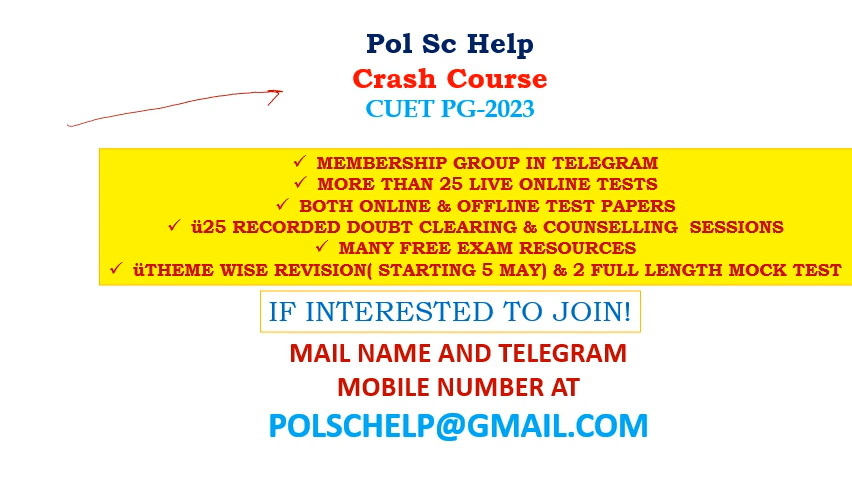 Pol Sc Help
Crash Course
CUET PG-2023
✓ MEMBERSHIP GROUP IN TELEGRAM
✓ MORE THAN 25 LIVE ONLINE TESTS
✓ BOTH ONLINE & OFFLINE TEST PAPERS
✓ ü25 RECORDED DOUBT CLEARING & COUNSELLING SESSIONS
✓ MANY FREE EXAM RESOURCES
✓ üTHEME WISE REVISION( STARTING 5 MAY) & 2 FULL LENGTH MOCK TEST
IF INTERESTED TO JOIN!
MAIL NAME AND TELEGRAM
MOBILE NUMBER AT
POLSCHELP@GMAIL.COM